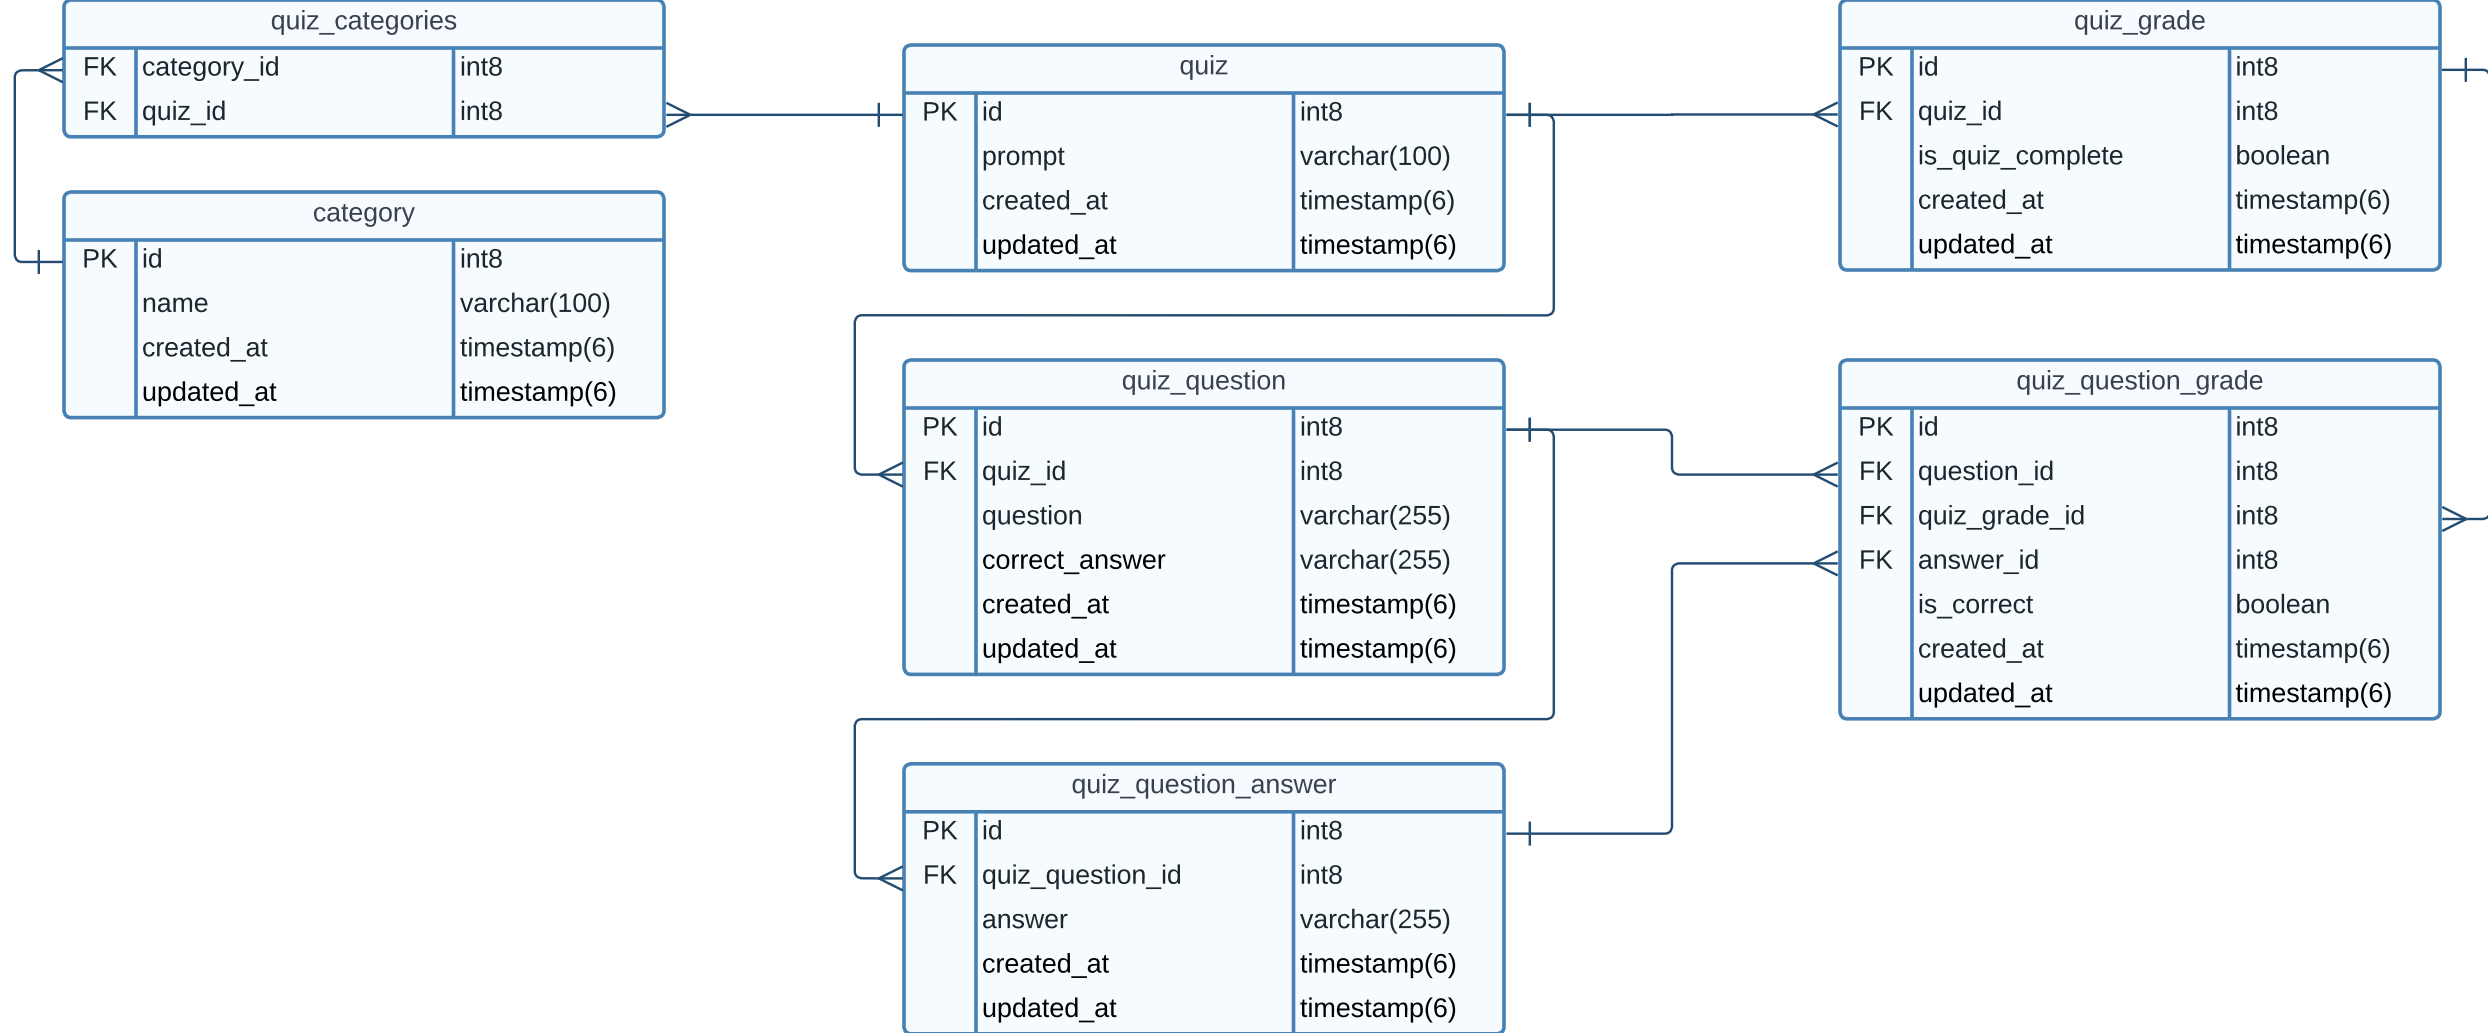 quiz_categories
FK category_id int8
FK quiz_id int8
category
PK id int8
name varchar(100)
created_at timestamp(6)
updated_at timestamp(6)
quiz
PK id int8
prompt varchar(100)
created_at timestamp(6)
updated_at timestamp(6)
quiz_question
PK id int8
FK quiz_id int8
question varchar(255)
correct_answer varchar(255)
created_at timestamp(6)
updated_at timestamp(6)
quiz_question_answer
PK id int8
FK quiz_question_id int8
answer varchar(255)
created_at timestamp(6)
updated_at timestamp(6)
quiz_grade
PK id int8
FK quiz_id int8
is_quiz_complete boolean
created_at timestamp(6)
updated_at timestamp(6)
quiz_question_grade
PK id int8
FK question_id int8
FK quiz_grade_id int8
FK answer_id int8
is_correct boolean
created_at timestamp(6)
updated_at timestamp(6)